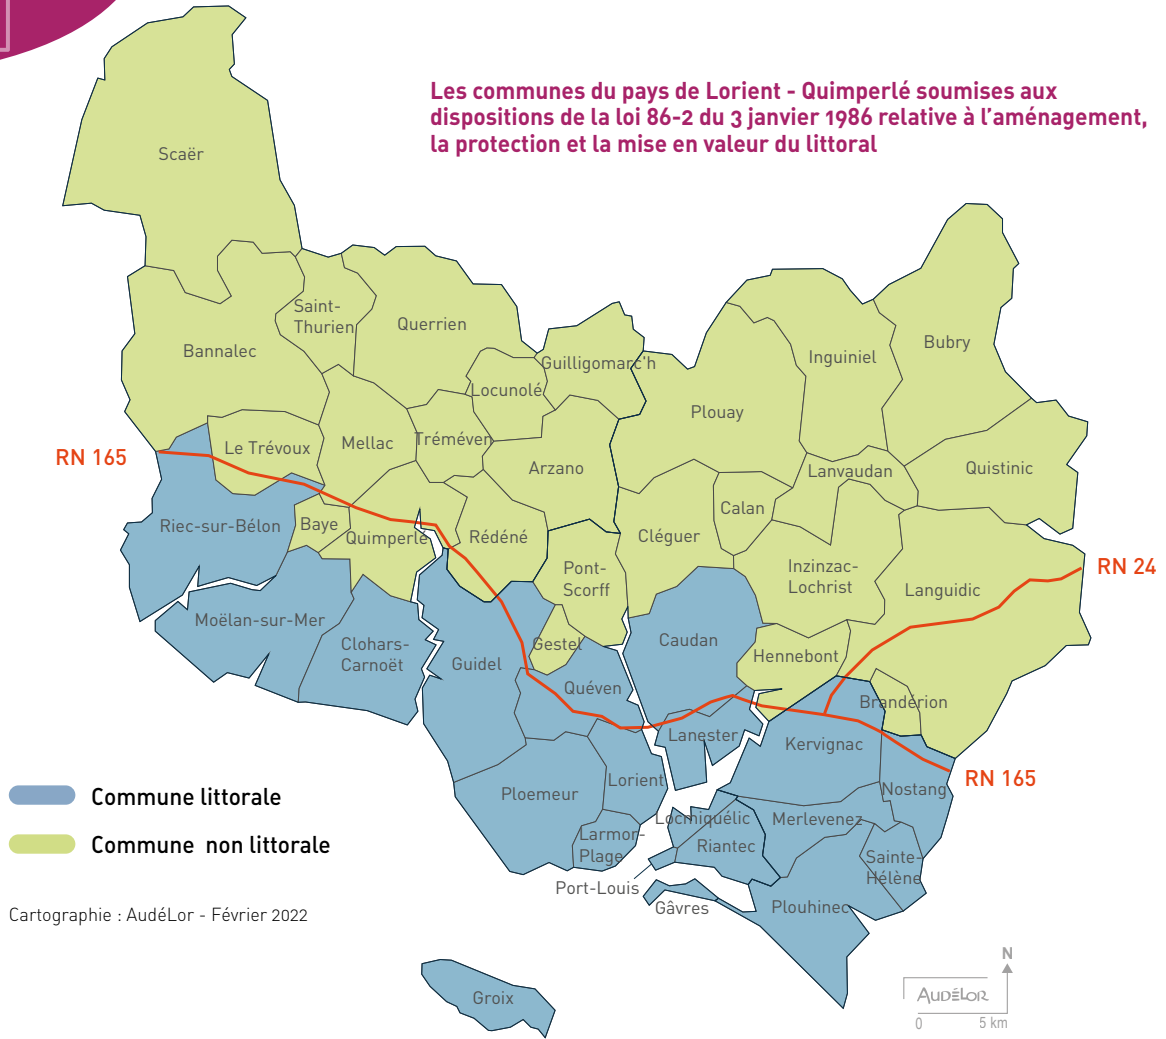 Les communes du pays de Lorient - Quimperlé soumises aux
dispositions de la loi 86-2 du 3 janvier 1986 relative à l'aménagement,
la protection et la mise en valeur du littoral
Scaër
Saint-
Thurien
Querrien
Bannalec
Guilligomarc'h
Inguiniel
Bubry
Locunolé
Plouay
Le Trévoux
Mellac
Tréméven
RN 165
Arzano
Lanvaudan
Quistinic
Calan
Riec-sur-Bélon
Baye
Quimperlé
Rédéné
Cléguer
Pont-
Scorff
Inzinzac-
Lochrist
Languidic
RN 24
Moëlan-sur-Mer
Clohars-
Carnoët
Guidel
Gestel
Caudan
Hennebont
Quéven
Brandérion
Lanester
Kervignac
RN 165
Ploemeur
Lorient
Nostang
Commune littorale
Locmiquélic
Merlevenez
Larmor-
Plage
Riantec
Commune non littorale
Sainte-
Hélène
Port-Louis
Gâvres
Plouhinec
Cartographie : AudéLor - Février 2022
Groix
N
AUDÉLOR
0 5 km